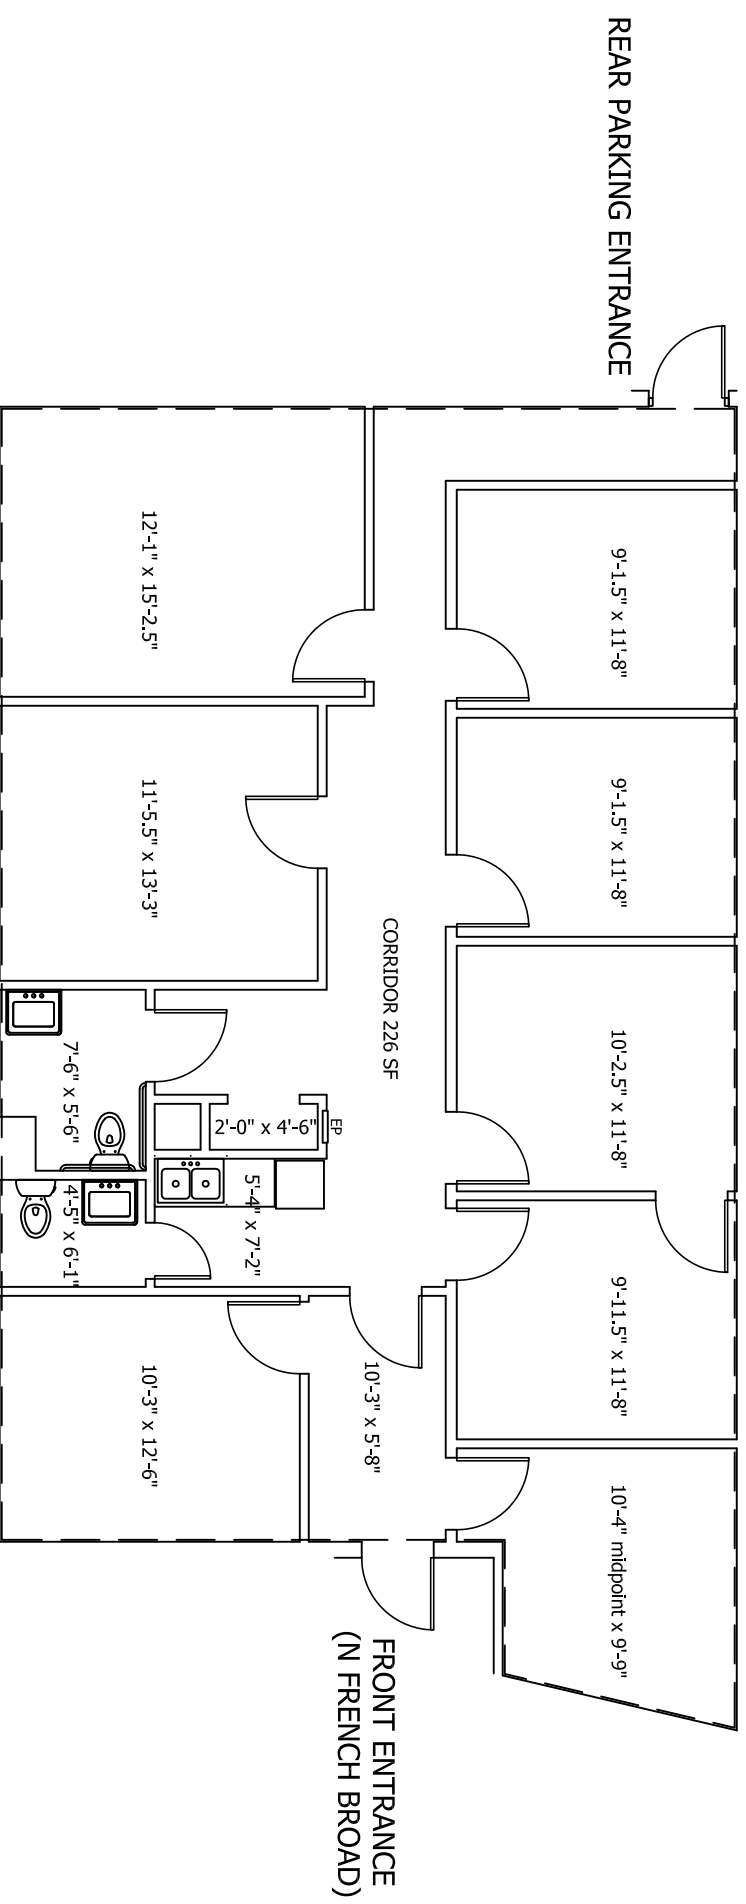 REAR PARKING ENTRANCE
9'-1.5" x 11'-8"
9'-1.5" x 11'-8"
10'-2.5" x 11'-8"
9'-11.5" x 11'-8"
10'-4" midpoint x 9'-9"
CORRIDOR 226 SF
EP
2'-0" x 4'-6"
5'-4" x 7'-2"
10'-3" x 5'-8"
12'-1" x 15'-2.5"
11'-5.5" x 13'-3"
7'-6" x 5'-6"
4'-5" x 6'-1"
10'-3" x 12'-6"
FRONT ENTRANCE
(N FRENCH BROAD)